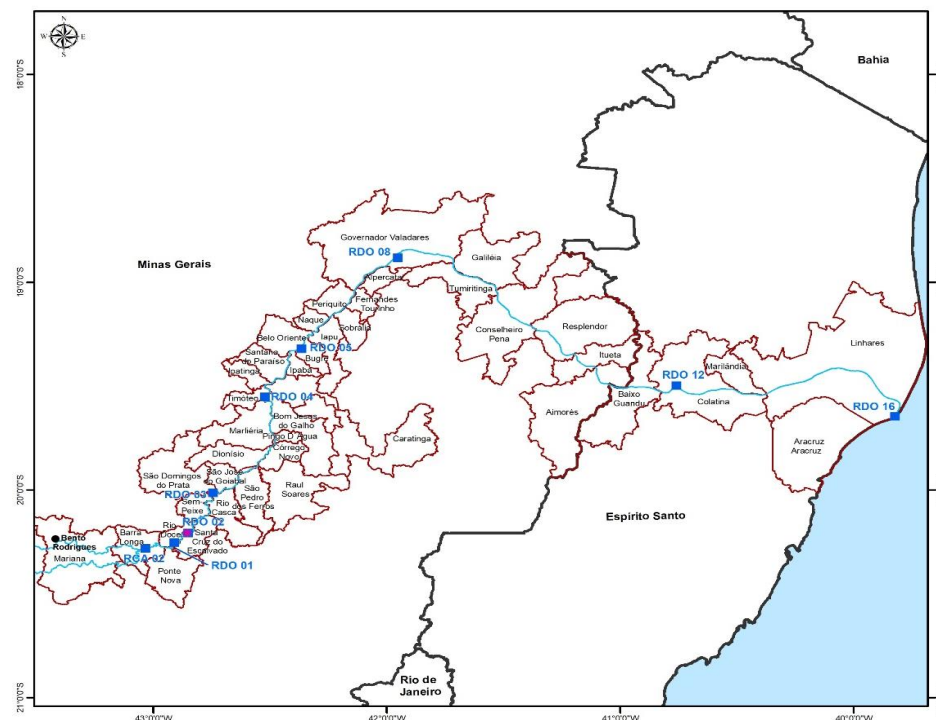 N
W E
S
Bahia
18°0'0"S
Minas Gerais
Governador Valadares
RDO 08
Galiléia
Alpercata
Tumiritinga
19°0'0"S
Periquito
Fernandes
Tourinho
Naque
Sobrália
Belo Oriente
Iapu
RDO 05
Bugre
Santana
do Paraíso
Ipatinga
Ipaba
Conselheiro
Pena
Resplendor
Itueta
Linhares
Marilândia
RDO 12
Colatina
Baixo
Guandu
Aimorés
RDO 16
Aracruz
Aracruz
RDO 04
Timóteo
Bom Jesus
do Galho
Marliéria
Pingo D´Água
Córrego
Novo
Caratinga
Dionísio
São José
do Goiabal
São Domingos
do Prata
RDO 03
Raul
Soares
São
Pedro
dos Ferros
20°0'0"S
Sem-
Peixe
Rio
Casca
RDO 02
Rio
Doce
Santa
Cruz do
Escalvado
Barra
Longa
Bento
Rodrigues
Mariana
RCA 02
RDO 01
Ponte
Nova
Espírito Santo
Rio de
Janeiro
21°0'0"S
43°0'0"W
42°0'0"W
41°0'0"W
40°0'0"W